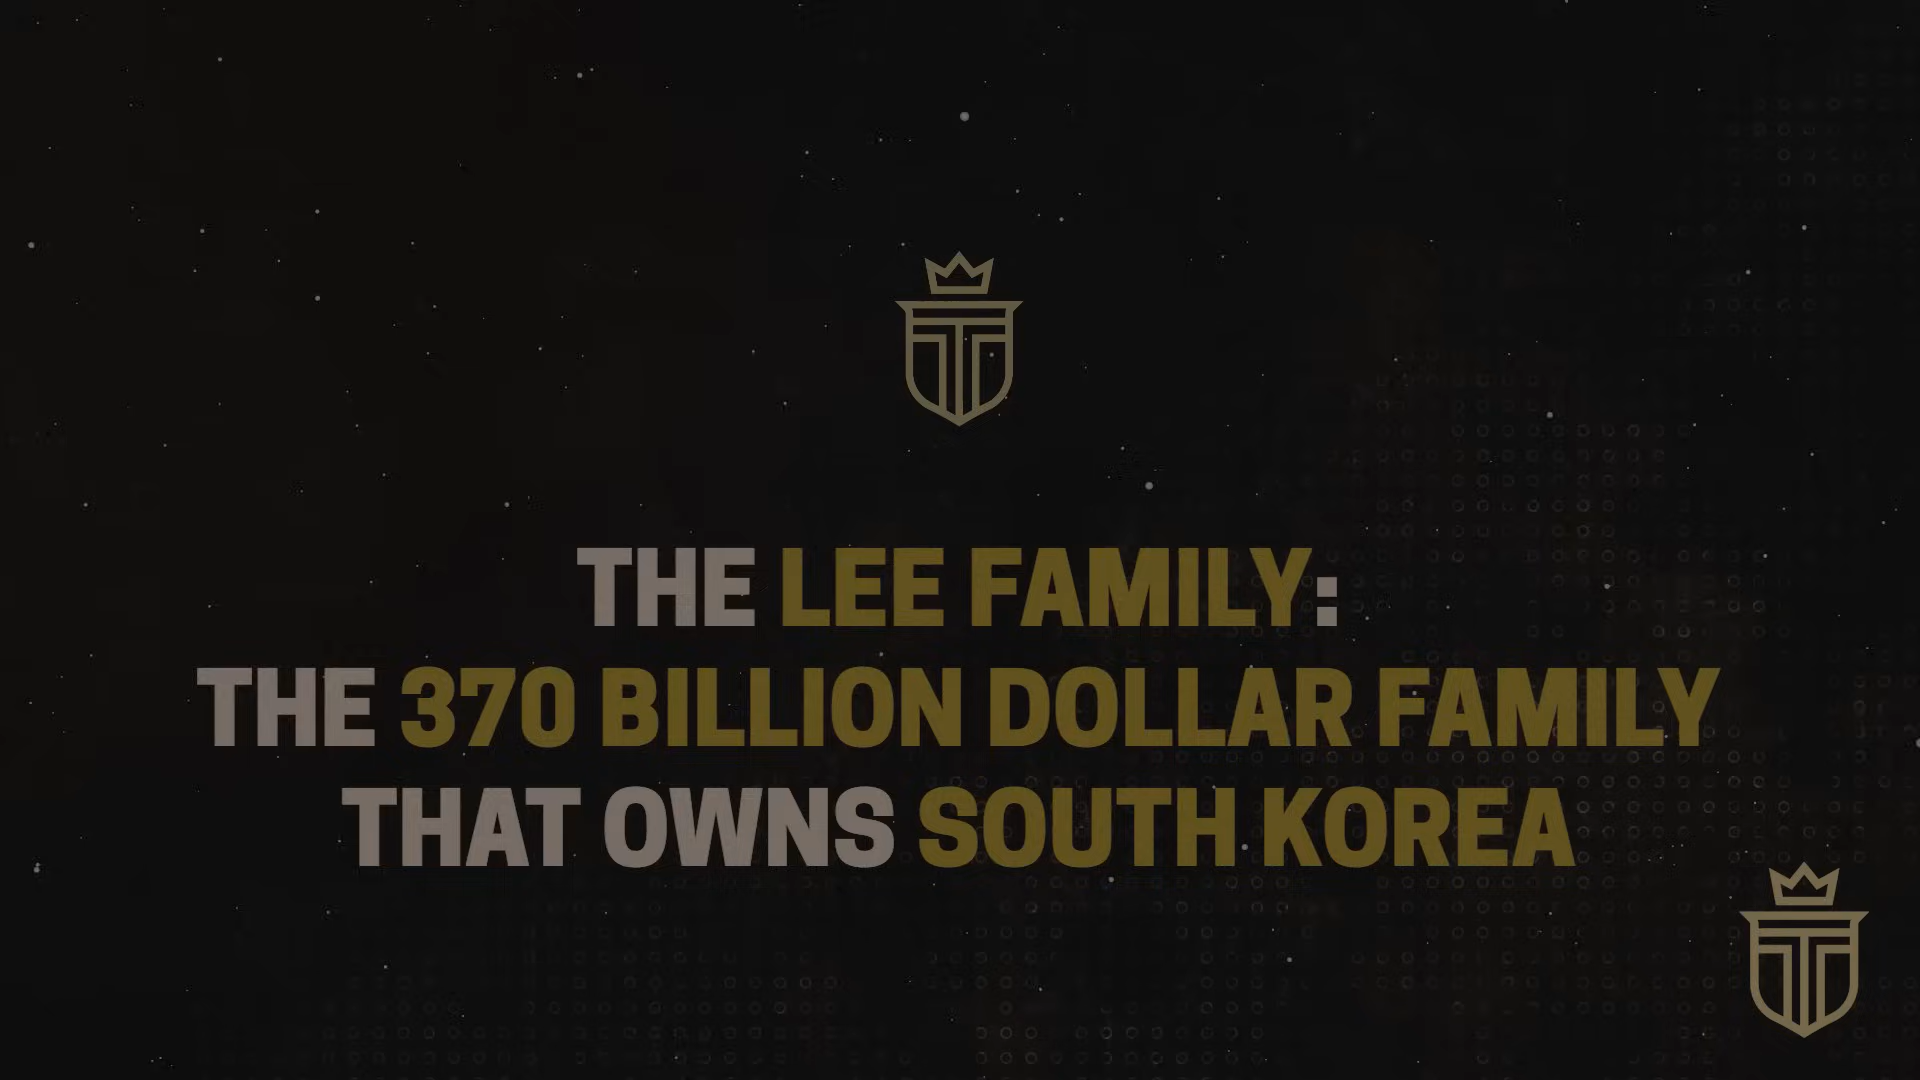 THE LEE FAMILY:
THE 370 BILLION DOLLAR FAMILY
THAT OWNS SOUTH KOREA